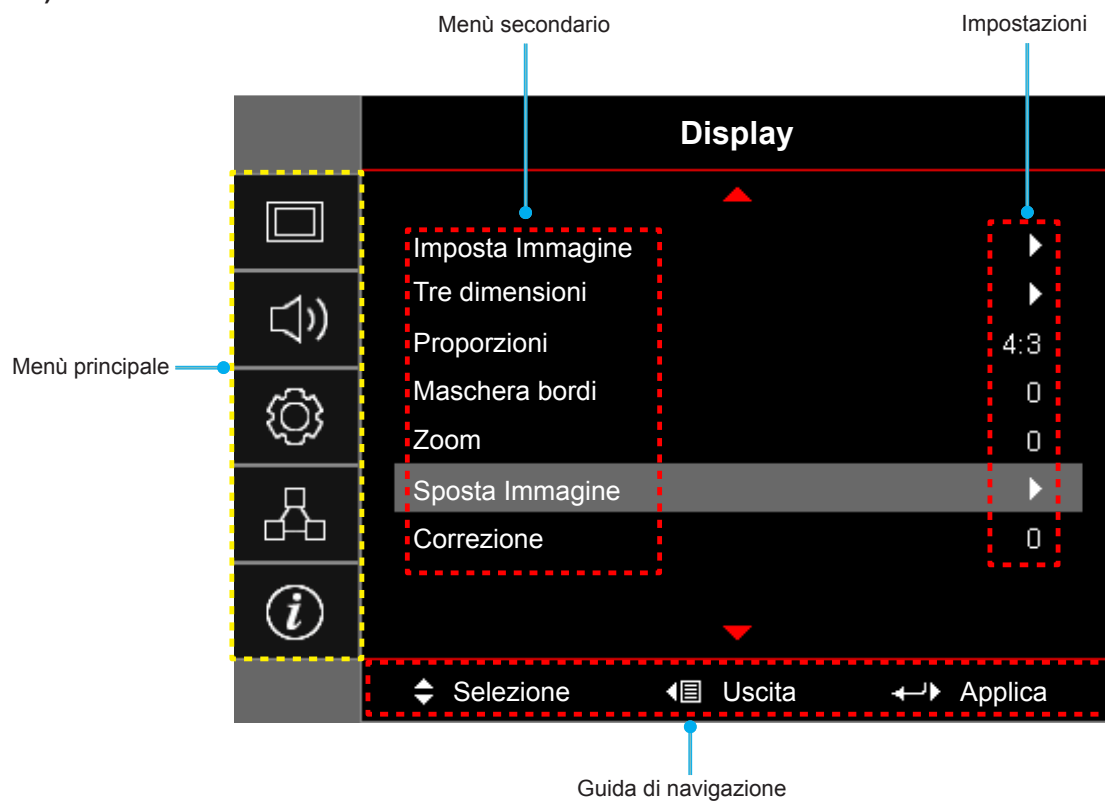 Menù secondario
Impostazioni
Display
Imposta Immagine
Tre dimensioni
Proporzioni 4:3
Menù principale
Maschera bordi 0
Zoom 0
Sposta Immagine
Correzione 0
Selezione Uscita Applica
Guida di navigazione